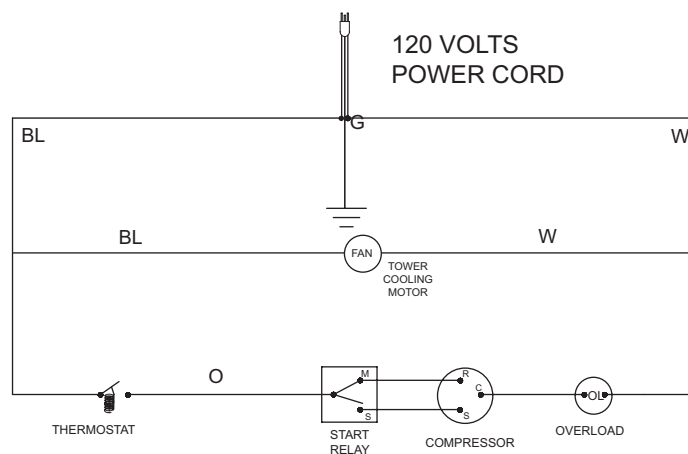 120 VOLTS
POWER CORD
G
BL
W
BL
W
FAN
TOWER
COOLING
MOTOR
O
M
S
R
C
S
OL
THERMOSTAT
START
RELAY
COMPRESSOR
OVERLOAD